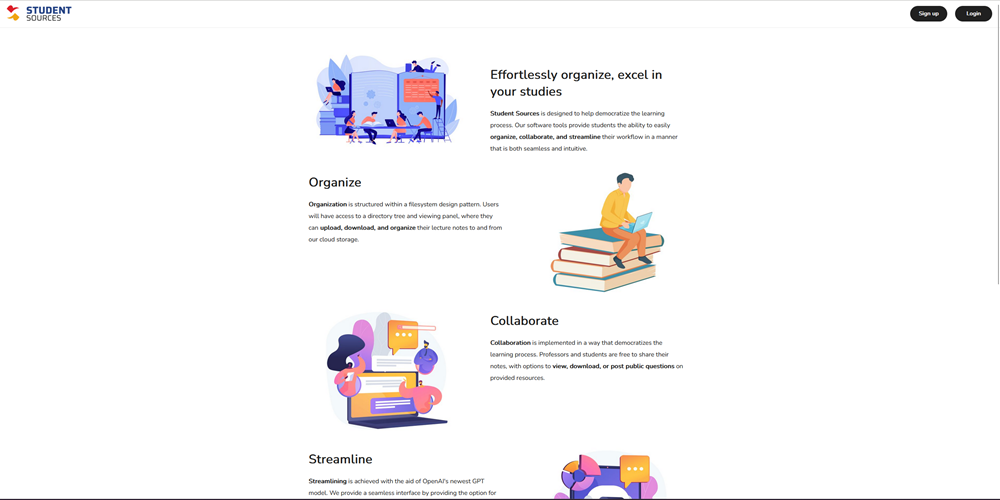 STUDENT
SOURCES
Sign up
Login
Effortlessly organize, excel in
your studies
Student Sources is designed to help democratize the learning
process. Our software tools provide students the ability to easily
organize, collaborate, and streamline their workflow in a manner
that is both seamless and intuitive.
Organize
Organization is structured within a filesystem design pattern. Users
will have access to a directory tree and viewing panel, where they
can upload, download, and organize their lecture notes to and from
our cloud storage.
Collaborate
Collaboration is implemented in a way that democratizes the
learning process. Professors and students are free to share their
notes, with options to view, download, or post public questions on
provided resources.
Streamline
Streamlining is achieved with the aid of OpenAI's newest GPT
model. We provide a seamless interface by providing the option for